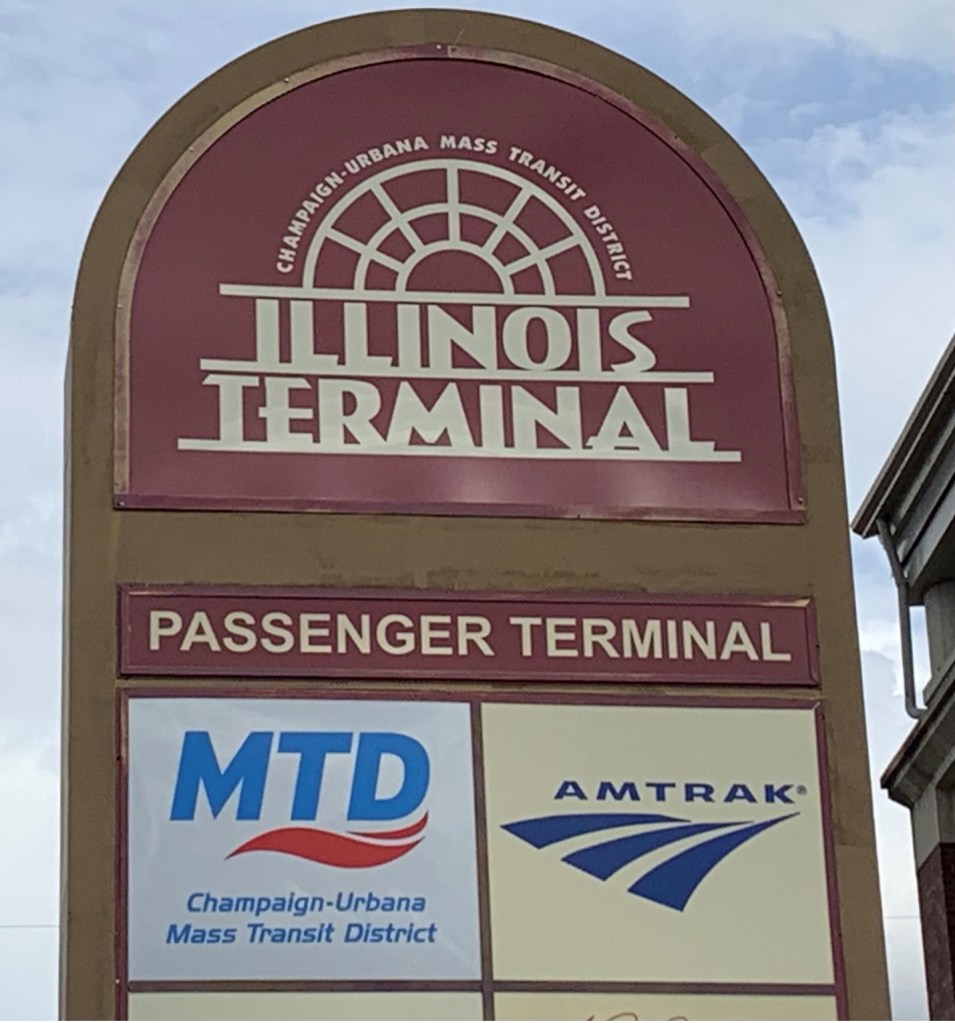 CHAMPAIGN-URBANA MASS TRANSIT DISTRICT
ILLINOIS
TERMINAL
PASSENGER TERMINAL
MTD
Champaign-Urbana
Mass Transit District
AMTRAK®